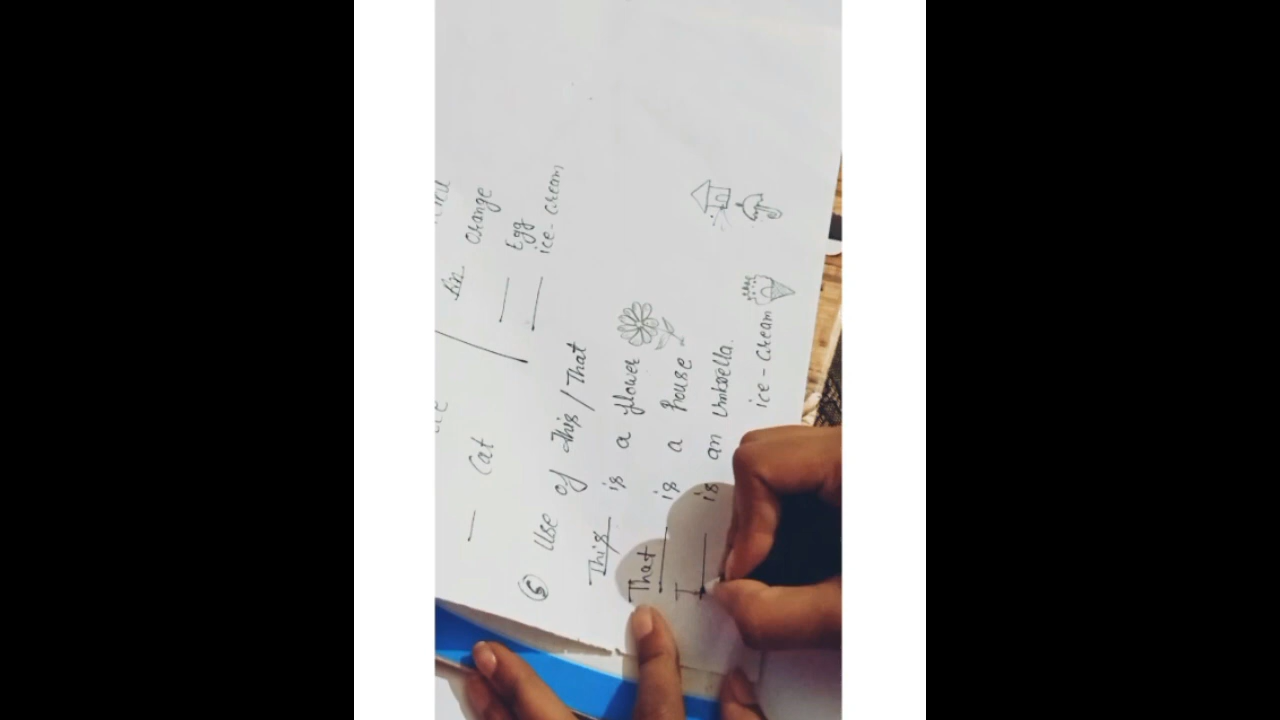 — Cat
Orange
— Egg
— ice-cream
⑤ Use of This / That
This is a flower
That is a house
T is an Umbrella.
ice-cream